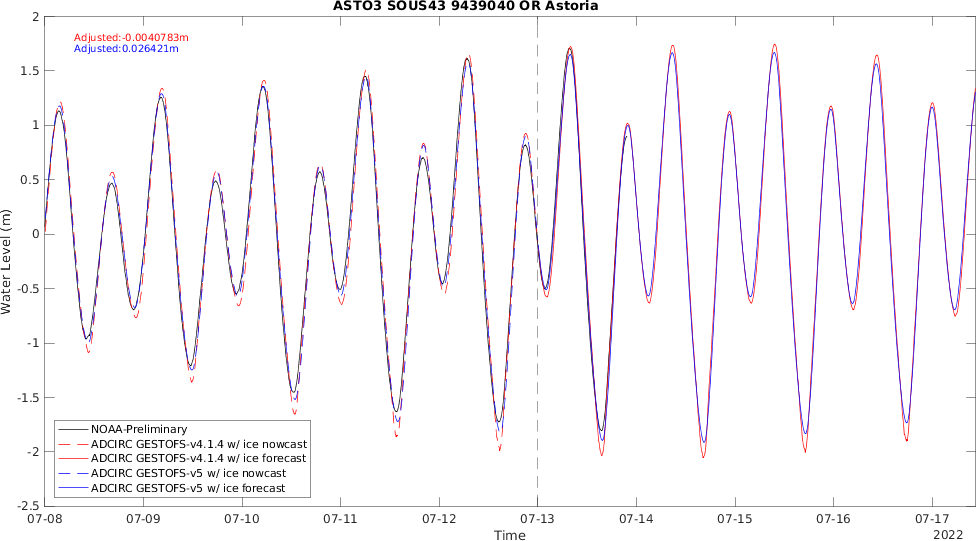 ASTO3 SOUS43 9439040 OR Astoria
Adjusted:-0.0040783m
Adjusted:0.026421m
Water Level (m)
2
1.5
1
0.5
0
-0.5
-1
-1.5
-2
-2.5
NOAA-Preliminary
ADCIRC GESTOFS-v4.1.4 w/ ice nowcast
ADCIRC GESTOFS-v4.1.4 w/ ice forecast
ADCIRC GESTOFS-v5 w/ ice nowcast
ADCIRC GESTOFS-v5 w/ ice forecast
07-08 07-09 07-10 07-11 07-12 07-13 07-14 07-15 07-16 07-17
Time
2022